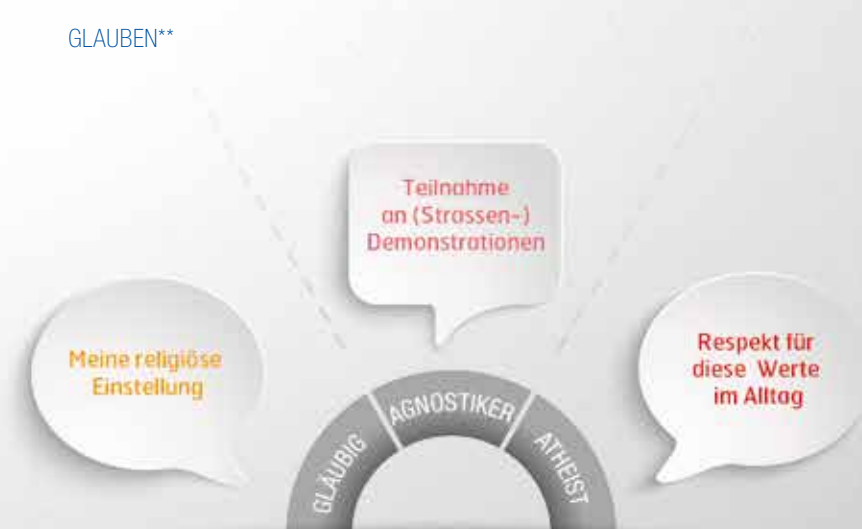 GLAUBEN**
Teilnahme
an (Strassen-)
Demonstrationen
Meine religiöse
Einstellung
Respekt für
diese Werte
im Alltag
GLÄUBIG
AGNOSTIKER
ATHEIST